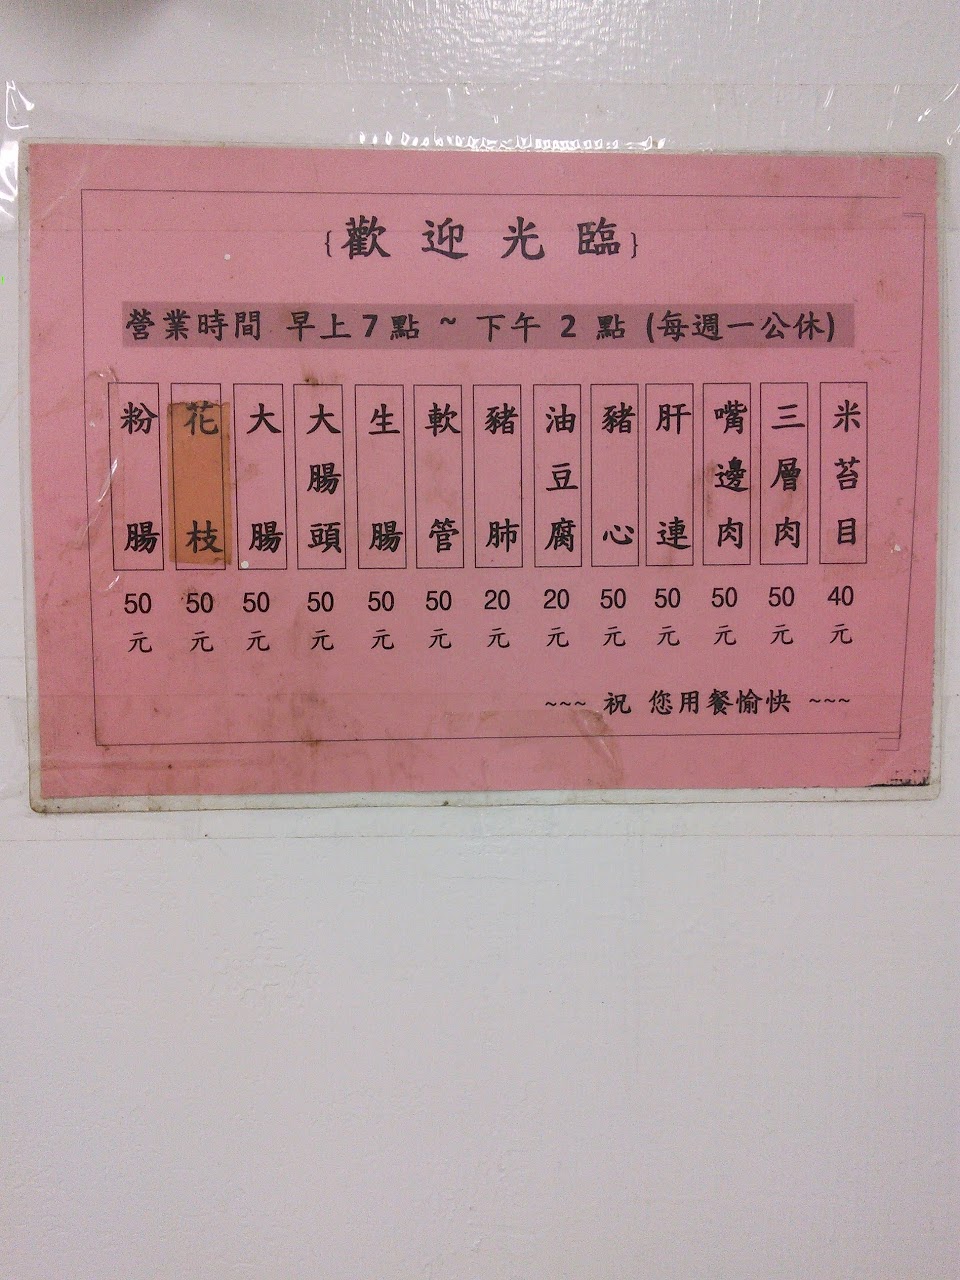 {歡迎光臨}
營業時間 早上7點 ~ 下午 2 點 (每週一公休)
米苔目 40元
三層肉 50元
嘴邊肉 50元
肝連 50元
豬心 50元
油豆腐 20元
豬肺 20元
軟管 50元
生腸 50元
大腸頭 50元
大腸 50元
花枝 50元
粉腸 50元
~~~ 祝 您用餐愉快 ~~~